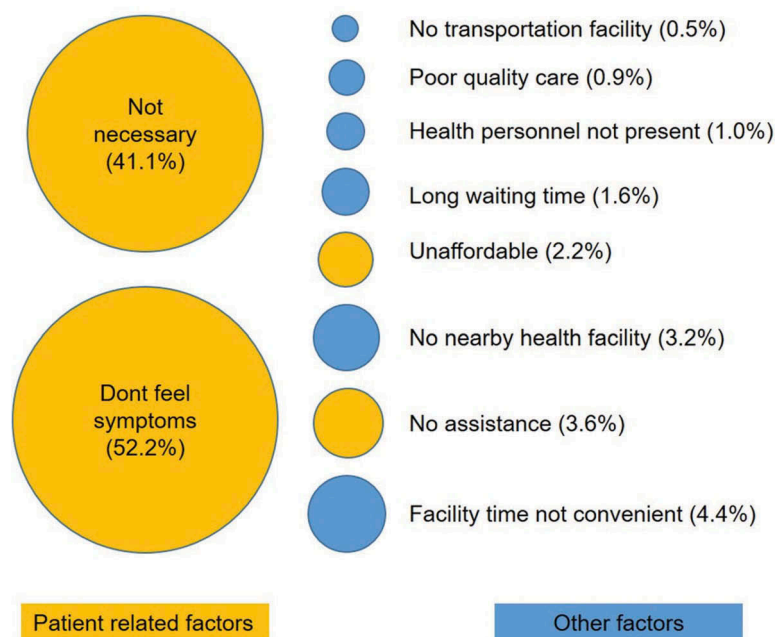 Not
necessary
(41.1%)
Dont feel
symptoms
(52.2%)
No transportation facility (0.5%)
Poor quality care (0.9%)
Health personnel not present (1.0%)
Long waiting time (1.6%)
Unaffordable (2.2%)
No nearby health facility (3.2%)
No assistance (3.6%)
Facility time not convenient (4.4%)
Patient related factors
Other factors